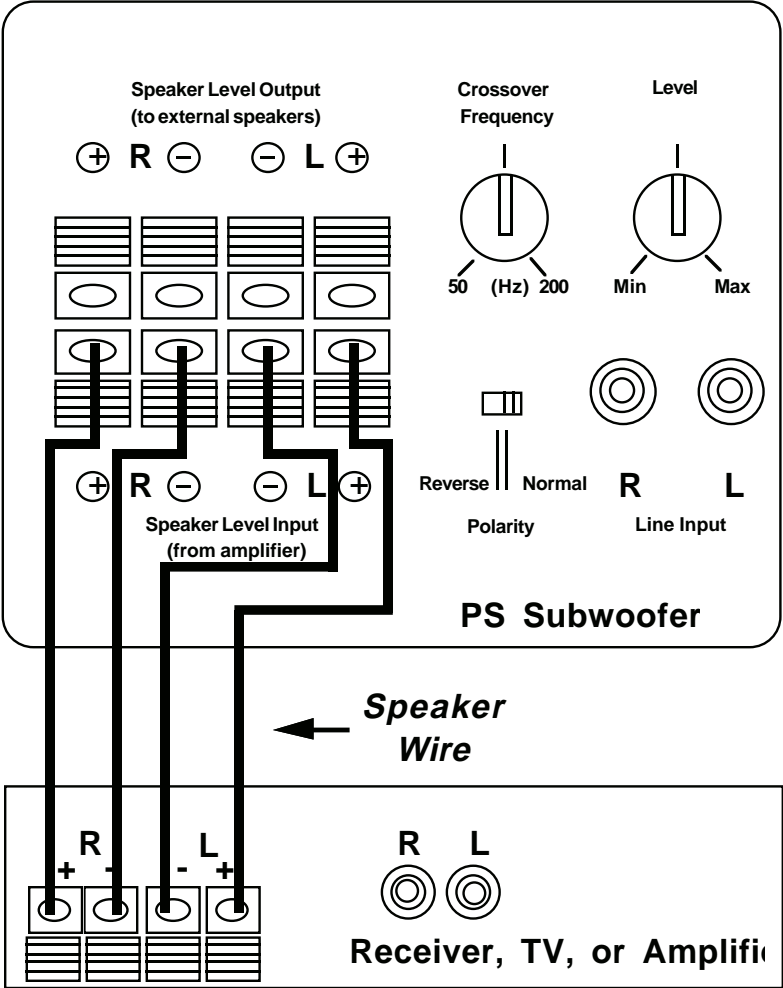 Speaker Level Output
(to external speakers)
+ R - - L +
Crossover
Frequency
50 (Hz) 200
Level
Min Max
+ R - - L +
Speaker Level Input
(from amplifier)
Reverse Normal
Polarity
R L
Line Input
PS Subwoofer
Speaker
Wire
R L
+ - - +
R L
Receiver, TV, or Amplifi